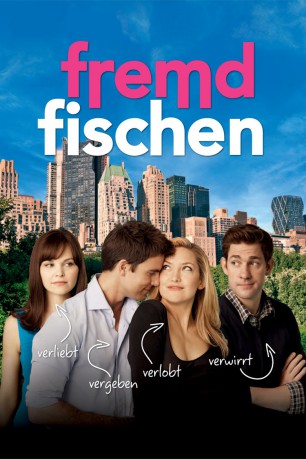 fremd
fischen
verliebt
vergeben
verlobt
verwirrt